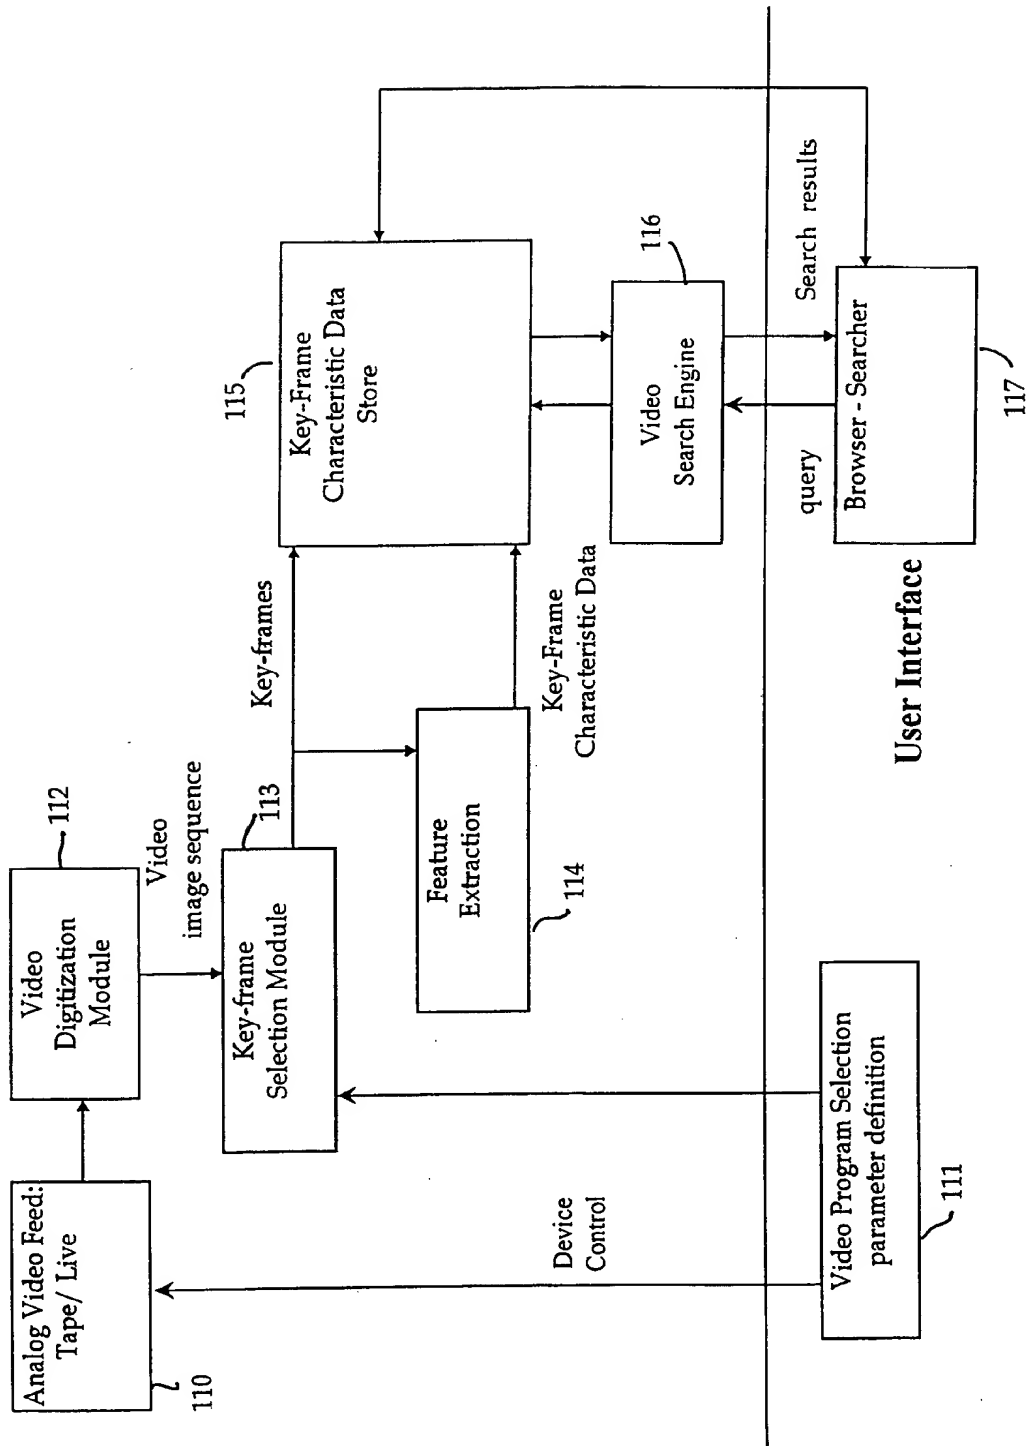 Analog Video Feed:
Tape/ Live
110
Video
Digitization
Module
112
Video
image sequence
Key-frame
Selection Module
113
Key-frames
Feature
Extraction
114
Key-Frame
Characteristic Data
115
Key-Frame
Characteristic Data
Store
Video
Search Engine
116
Device
Control
Video Program Selection
parameter definition
111
User Interface
query
Search results
Browser - Searcher
117